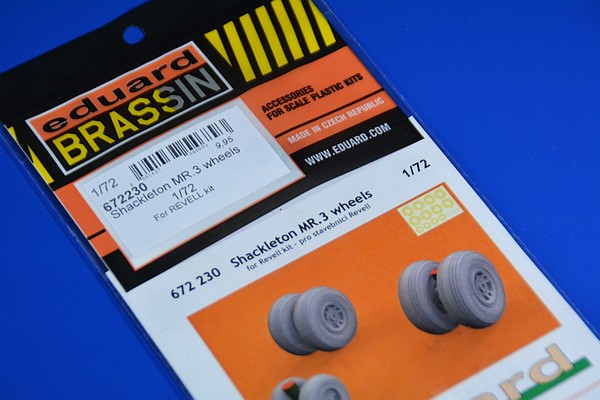 eduard
BRASSIN
ACCESSORIES
FOR SCALE PLASTIC KITS
MADE IN CZECH REPUBLIC
WWW.EDUARD.COM
1/72
672230
9,95
Shackleton MR.3 wheels
1/72
For REVELL kit
672 230 Shackleton MR.3 wheels 1/72
for Revell kit - pro stavebnici Revell